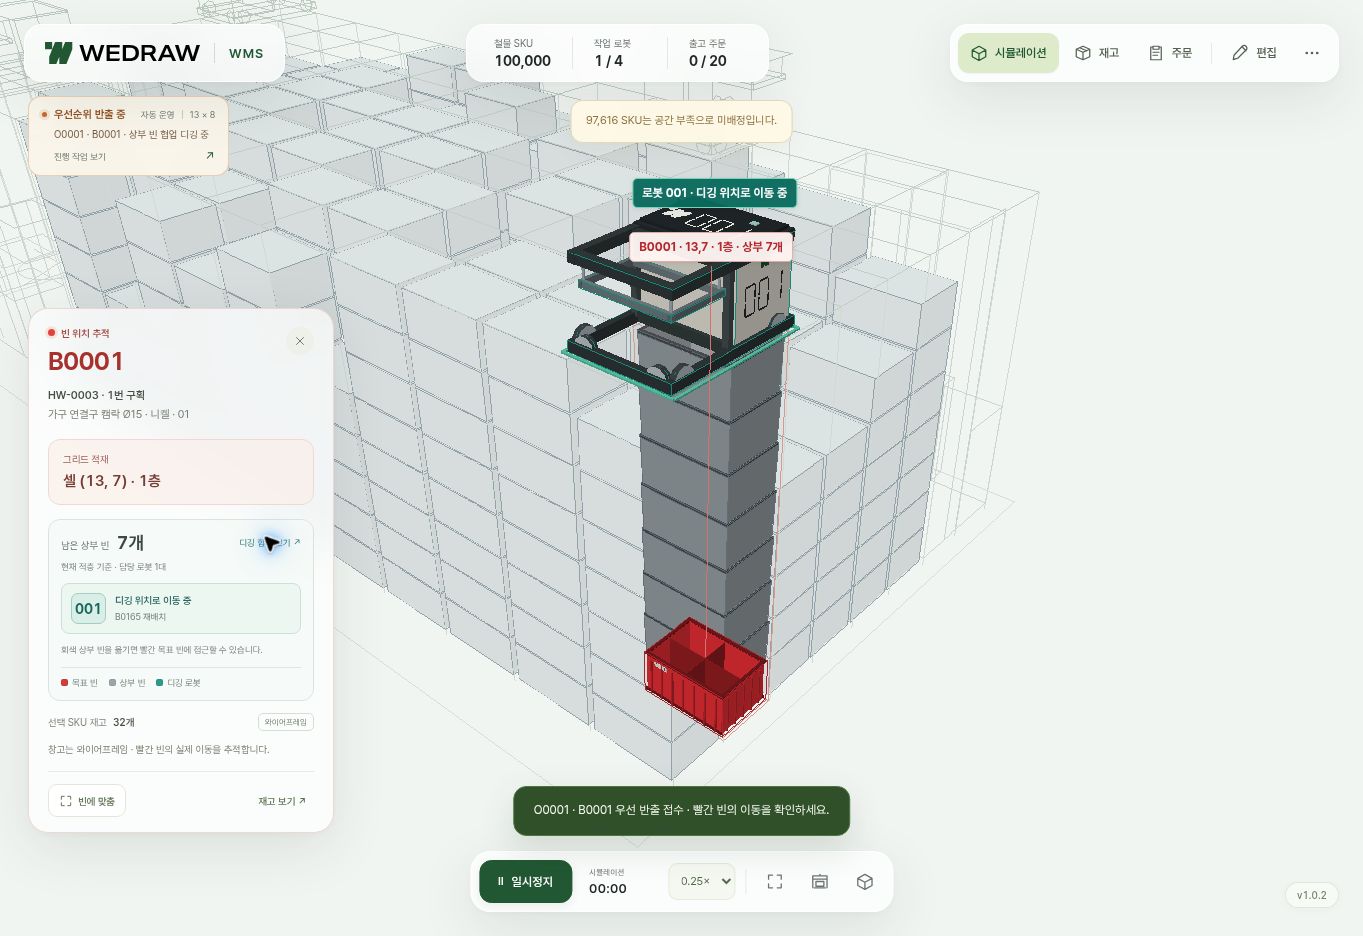 WEDRAW WMS
철물 SKU
100,000
작업 로봇
1 / 4
출고 주문
0 / 20
시뮬레이션
재고
주문
편집
우선순위 반출 중 자동 운영 13 × 8
O0001 · B0001 · 상부 빈 협업 디깅 중
진행 작업 보기 ↗
97,616 SKU는 공간 부족으로 미배정입니다.
로봇 001 · 디깅 위치로 이동 중
B0001 · 13,7 · 1층 · 상부 7개
001
빈 위치 추적
B0001
HW-0003 · 1번 구획
가구 연결구 캠락 Ø15 · 니켈 · 01
그리드 적재
셀 (13, 7) · 1층
남은 상부 빈 7개
디깅 ↗
현재 적층 기준 · 담당 로봇 1대
001
디깅 위치로 이동 중
B0165 재배치
회색 상부 빈을 옮기면 빨간 목표 빈에 접근할 수 있습니다.
목표 빈 상부 빈 디깅 로봇
선택 SKU 재고 32개
와이어프레임
창고는 와이어프레임 · 빨간 빈의 실제 이동을 추적합니다.
빈에 맞춤
재고 보기 ↗
O0001 · B0001 우선 반출 접수 · 빨간 빈의 이동을 확인하세요.
일시정지
시뮬레이션
00:00
0.25×
v1.0.2